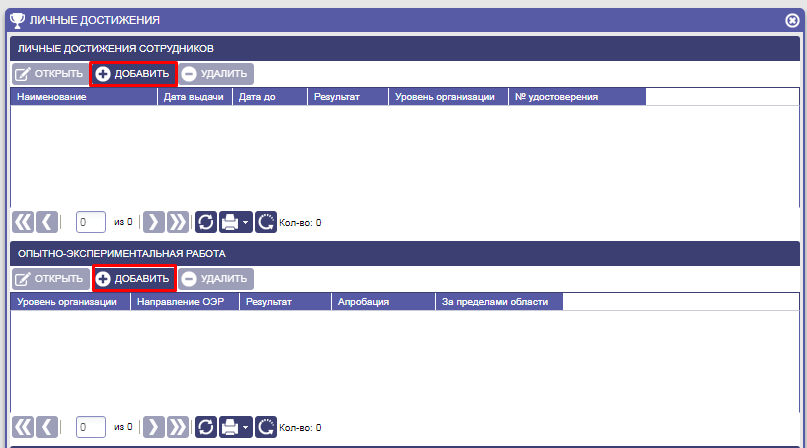 ЛИЧНЫЕ ДОСТИЖЕНИЯ
ЛИЧНЫЕ ДОСТИЖЕНИЯ СОТРУДНИКОВ
ОТКРЫТЬ ДОБАВИТЬ УДАЛИТЬ
Наименование Дата выдачи Дата до Результат Уровень организации № удостоверения
0 из 0 Кол-во: 0
ОПЫТНО-ЭКСПЕРИМЕНТАЛЬНАЯ РАБОТА
ОТКРЫТЬ ДОБАВИТЬ УДАЛИТЬ
Уровень организации Направление ОЭР Результат Апробация За пределами области
0 из 0 Кол-во: 0